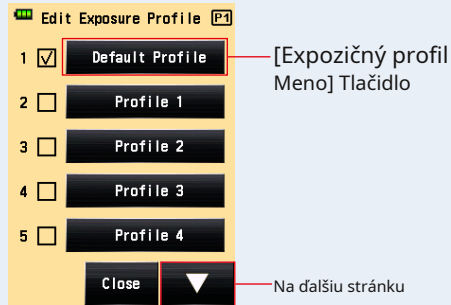 Edit Exposure Profile P1
1 Default Profile
[Expozičný profil
Meno] Tlačidlo
2 Profile 1
3 Profile 2
4 Profile 3
5 Profile 4
Close
Na ďalšiu stránku